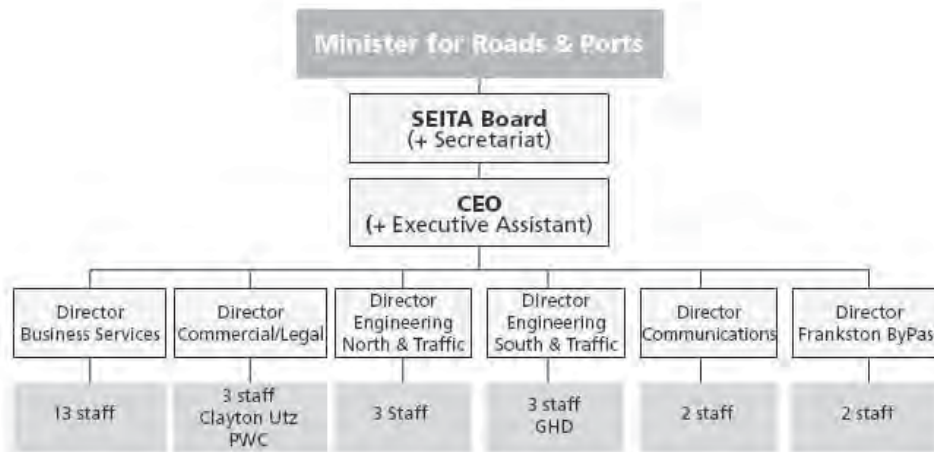 Minister for Roads & Ports
SEITA Board
(+ Secretariat)
CEO
(+ Executive Assistant)
Director
Business Services
Director
Commercial/Legal
Director
Engineering
North & Traffic
Director
Engineering
South & Traffic
Director
Communications
Director
Frankston ByPas
13 staff
3 staff
Clayton Utz
PWC
3 Staff
3 staff
GHD
2 staff
2 staff